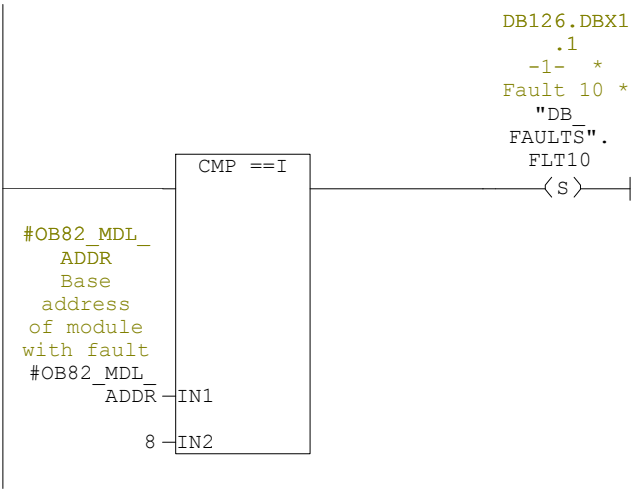 DB126.DBX1
.1
-1- *
Fault 10 *
"DB_
FAULTS".
FLT10
CMP ==I
(S)
#OB82_MDL_
ADDR
Base
address
of module
with fault
#OB82_MDL_
ADDR IN1
8 IN2